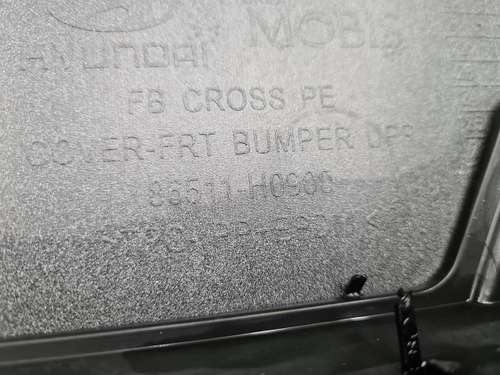 MOBIS
HYUNDAI
FB CROSS PE
COVER-FRT BUMPER UPR
86511-H0900